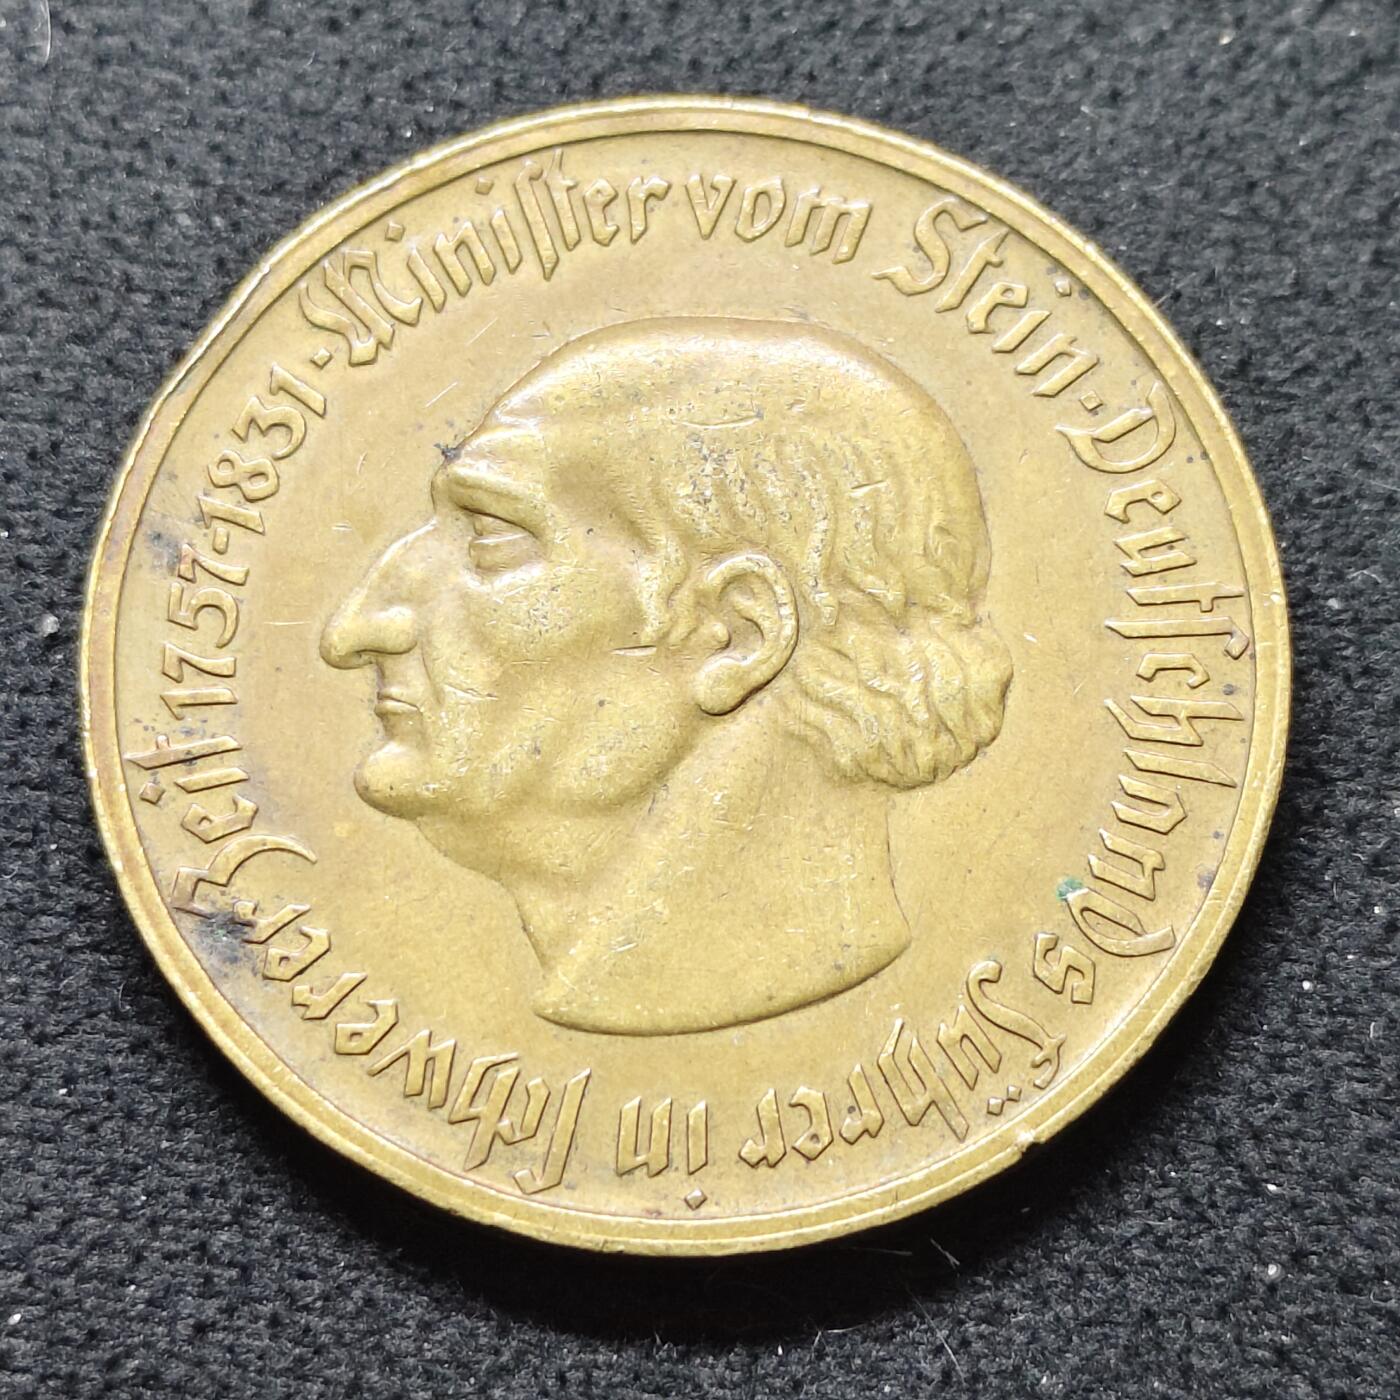 Minister vom Stein·Deutschlands Führer in schwerer Zeit 1757-1831·